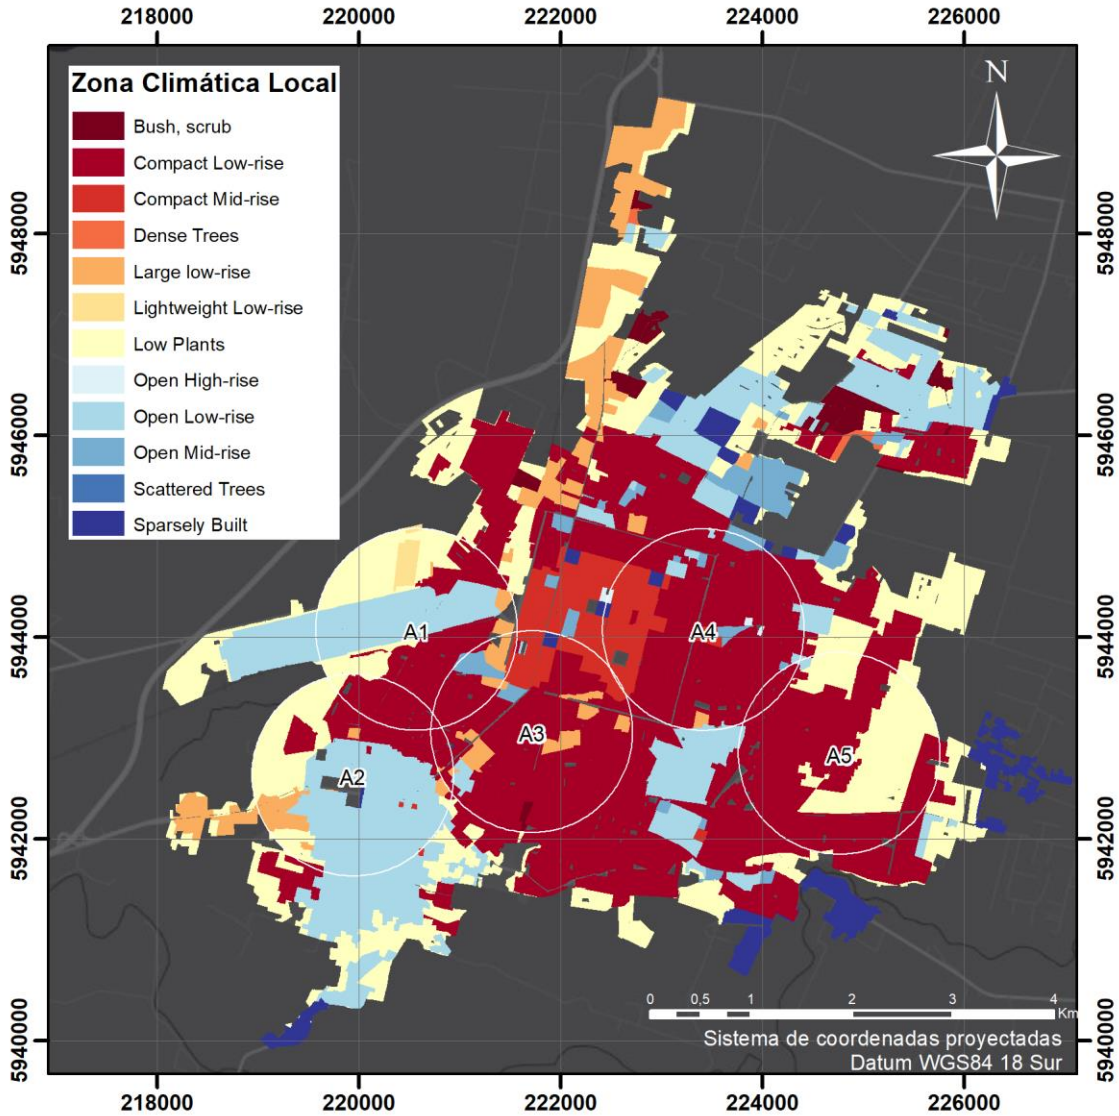 218000 220000 222000 224000 226000
Zona Climática Local
N
Bush, scrub
Compact Low-rise
Compact Mid-rise
Dense Trees
Large low-rise
Lightweight Low-rise
Low Plants
Open High-rise
Open Low-rise
Open Mid-rise
Scattered Trees
Sparsely Built
5948000 5948000
5946000 5946000
5944000 5944000
5942000 5942000
5940000 5940000
A1
A4
A3
A5
A2
0 0,5 1 2 3 4
Km
Sistema de coordenadas proyectadas
Datum WGS84 18 Sur
218000 220000 222000 224000 226000